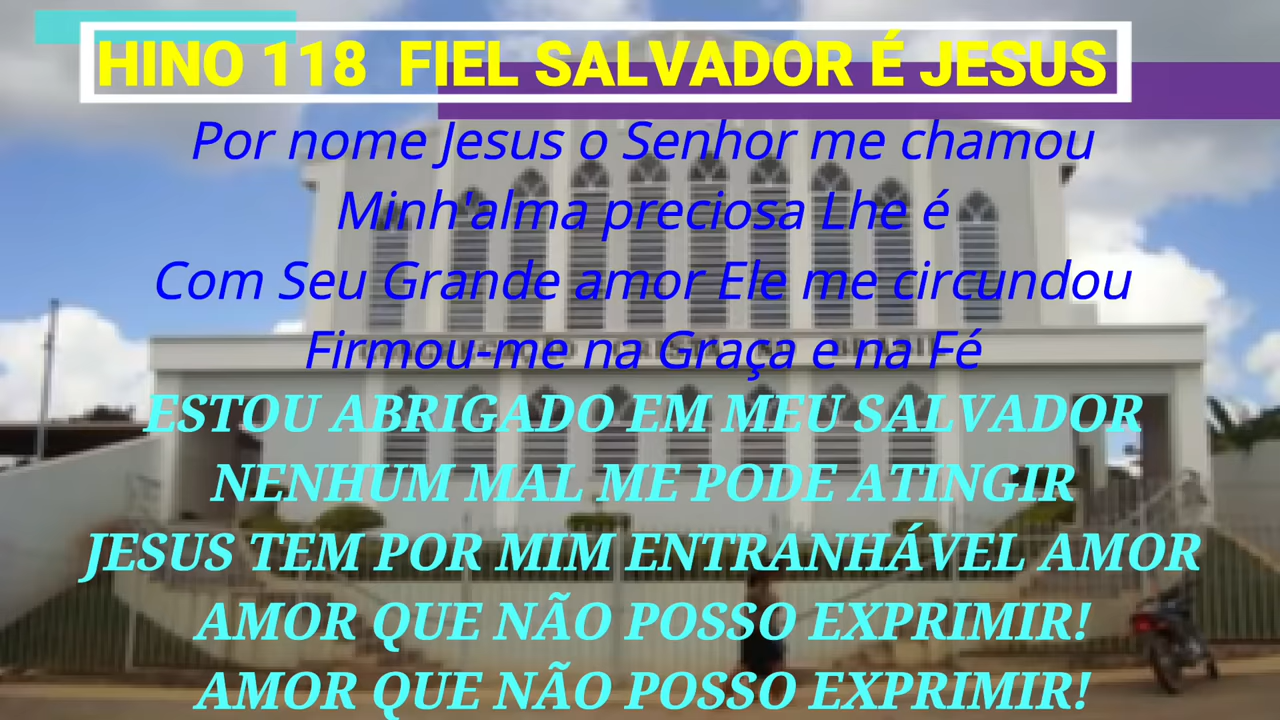 HINO 118 FIEL SALVADOR É JESUS
Por nome Jesus o Senhor me chamou
Minh'alma preciosa Lhe é
Com Seu Grande amor Ele me circundou
Firmou-me na Graça e na Fé
ESTOU ABRIGADO EM MEU SALVADOR
NENHUM MAL ME PODE ATINGIR
JESUS TEM POR MIM ENTRANHÁVEL AMOR
AMOR QUE NÃO POSSO EXPRIMIR!
AMOR QUE NÃO POSSO EXPRIMIR!